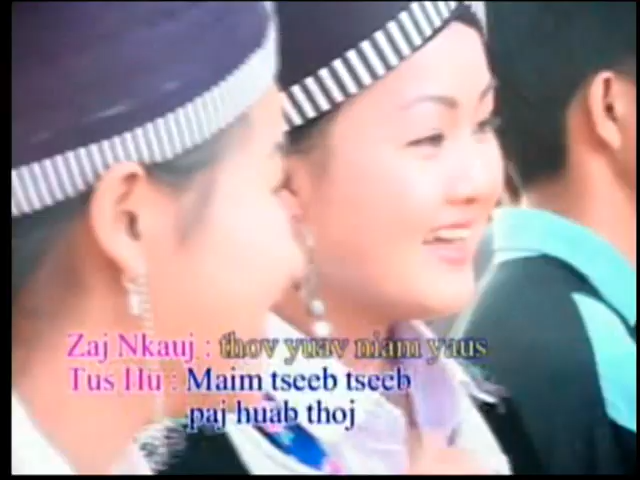 Zaj Nkauj : thov yuav niam yaus
Tus Hu : Maim tseeb tseeb
paj huab thoj